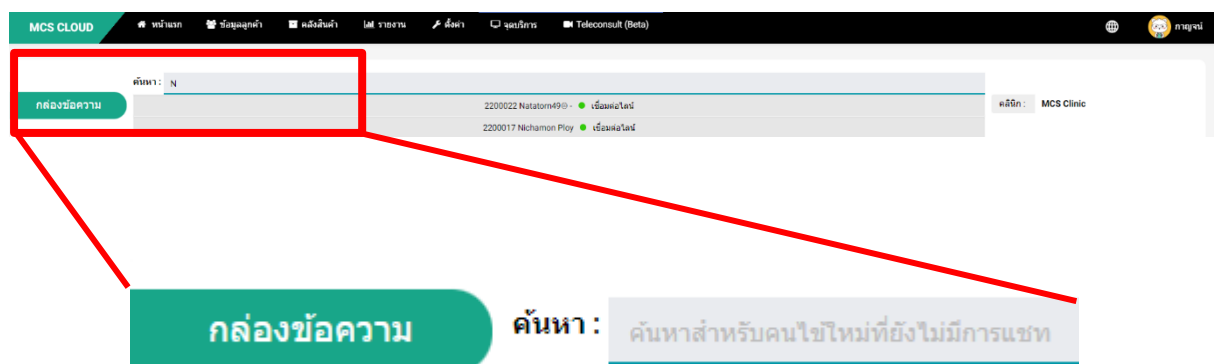 MCS CLOUD หน้าแรก ข้อมูลลูกค้า คลังสินค้า รายงาน ตั้งค่า จุดบริการ Teleconsult (Beta) กาญจน์
ค้นหา : N
กล่องข้อความ 2200022 Natatorn49☺ - เชื่อมต่อไลน์ คลินิก : MCS Clinic
2200017 Nichamon Ploy เชื่อมต่อไลน์
กล่องข้อความ ค้นหา : ค้นหาสำหรับคนไข้ใหม่ที่ยังไม่มีการแชท